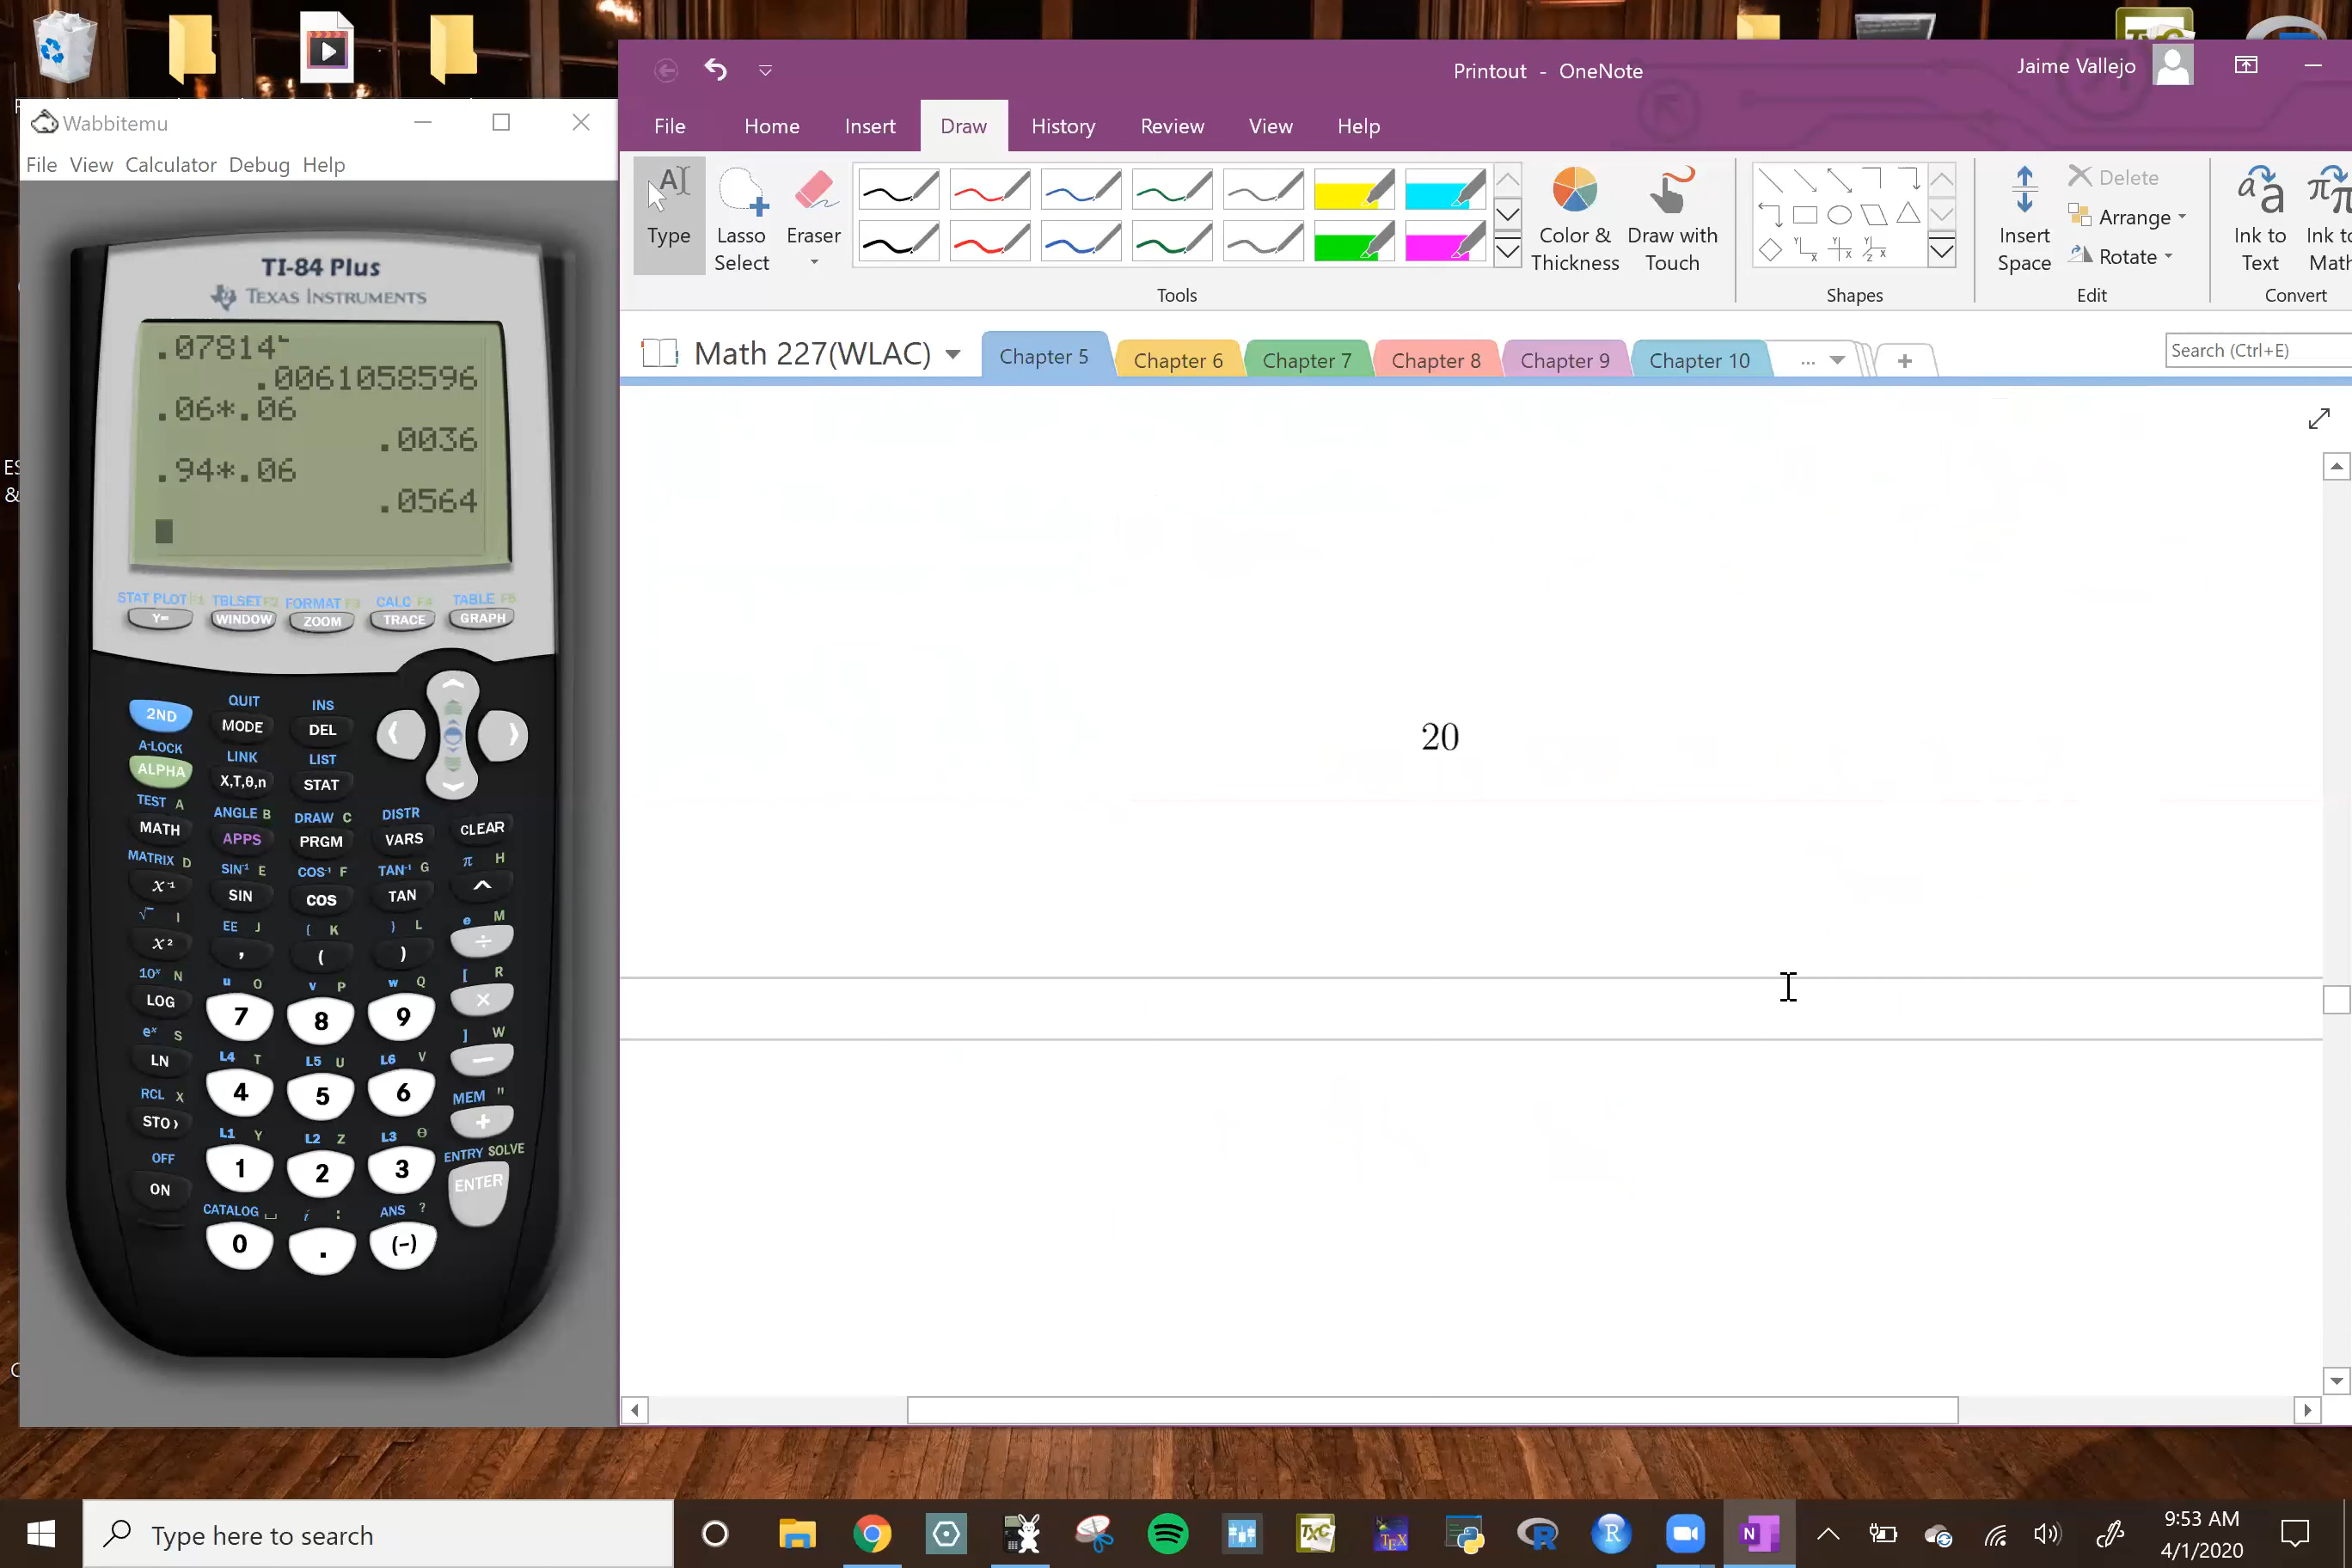 Wabbitemu
File View Calculator Debug Help
TI-84 Plus
TEXAS INSTRUMENTS
.07814²
.0061058596
.06*.06
.0036
.94*.06
.0564
STAT PLOT F1 TBLSET F2 FORMAT F3 CALC F4 TABLE F5
Y= WINDOW ZOOM TRACE GRAPH
QUIT INS
2ND MODE DEL
A-LOCK LINK LIST
ALPHA X,T,θ,n STAT
TEST A ANGLE B DRAW C DISTR
MATH APPS PRGM VARS CLEAR
MATRIX D SIN⁻¹ E COS⁻¹ F TAN⁻¹ G π H
X⁻¹ SIN COS TAN ^
√ I EE J { K } L e M
X² , ( ) ÷
10ˣ N u O v P w Q [ R
LOG 7 8 9 ×
eˣ S L4 T L5 U L6 V ] W
LN 4 5 6 −
RCL X L1 Y L2 Z L3 θ MEM "
STO› 1 2 3 +
OFF CATALOG ⎵ i : ANS ? ENTRY SOLVE
ON 0 . (-) ENTER
Printout - OneNote
Jaime Vallejo
File Home Insert Draw History Review View Help
Type
Lasso Select
Eraser
Color & Thickness
Draw with Touch
Insert Space
Delete
Arrange
Rotate
Ink to Text
Ink to Math
Tools Shapes Edit Convert
Math 227(WLAC) Chapter 5 Chapter 6 Chapter 7 Chapter 8 Chapter 9 Chapter 10 ... +
Search (Ctrl+E)
20
ES
&
Type here to search
9:53 AM
4/1/2020